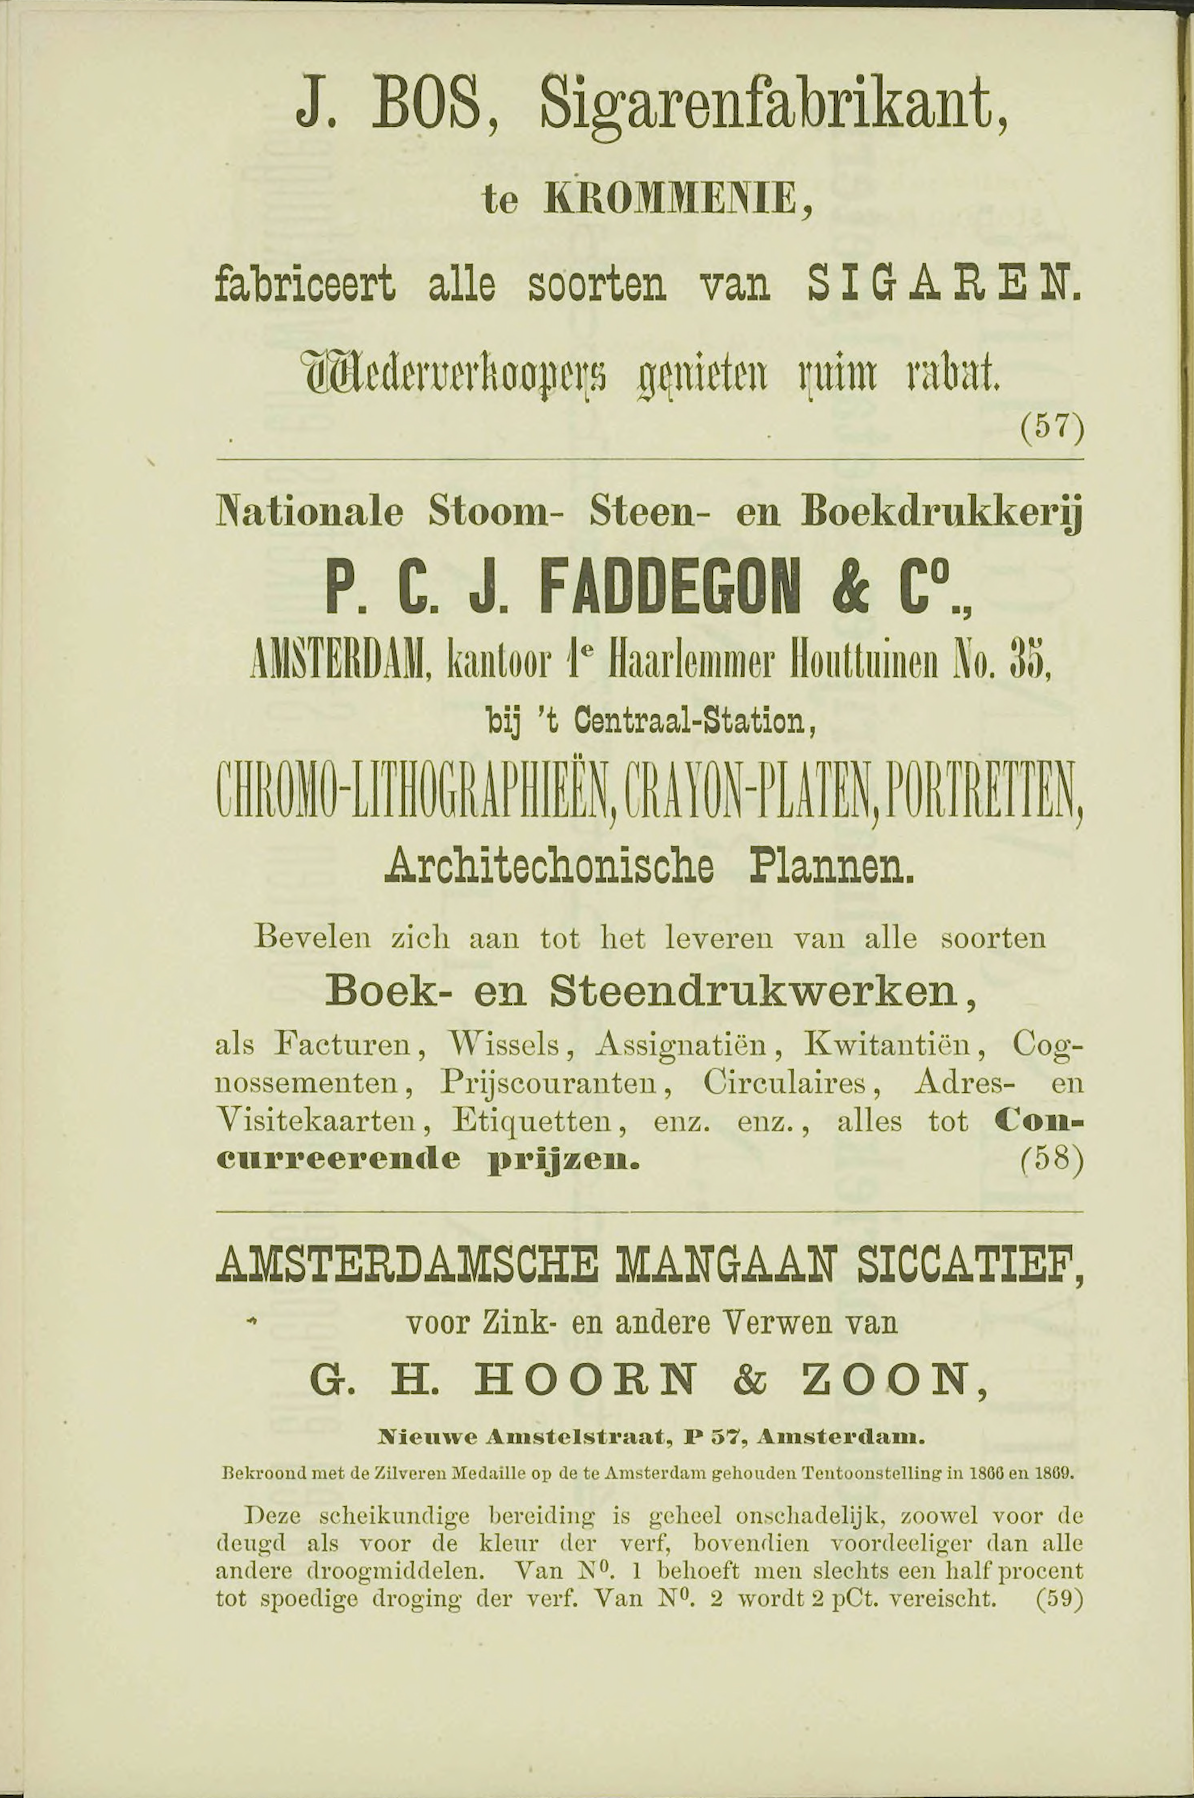 J. BOS, Sigarenfabrikant,
te KROMMENIE,
fabriceert alle soorten van SIGAREN.
Wederverkoopers genieten ruim rabat.
(57)
Nationale Stoom- Steen- en Boekdrukkerij
P. C. J. FADDEGON & Cº.,
AMSTERDAM, kantoor 1e Haarlemmer Houttuinen No. 35,
bij 't Centraal-Station,
CHROMO-LITHOGRAPHIEËN, CRAYON-PLATEN, PORTRETTEN,
Architechonische Plannen.
Bevelen zich aan tot het leveren van alle soorten
Boek- en Steendrukwerken,
als Facturen, Wissels, Assignatiën, Kwitantiën, Cog-
nossementen, Prijscouranten, Circulaires, Adres- en
Visitekaarten, Etiquetten, enz. enz., alles tot Con-
curreerende prijzen. (58)
AMSTERDAMSCHE MANGAAN SICCATIEF,
voor Zink- en andere Verwen van
G. H. HOORN & ZOON,
Nieuwe Amstelstraat, P 57, Amsterdam.
Bekroond met de Zilveren Medaille op de te Amsterdam gehouden Tentoonstelling in 1866 en 1869.
Deze scheikundige bereiding is geheel onschadelijk, zoowel voor de
deugd als voor de kleur der verf, bovendien voordeeliger dan alle
andere droogmiddelen. Van Nº. 1 behoeft men slechts een half procent
tot spoedige droging der verf. Van Nº. 2 wordt 2 pCt. vereischt. (59)